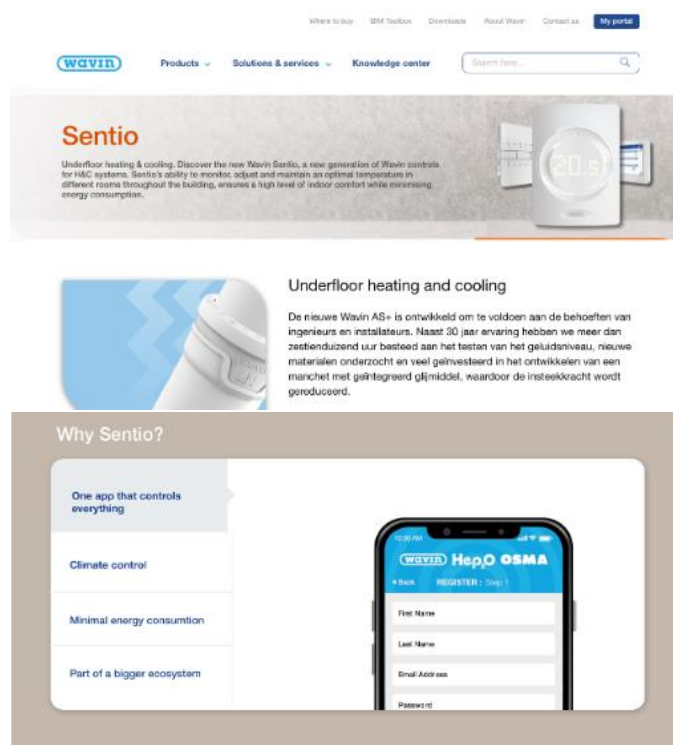 Where to buy BIM Toolbox Downloads About Wavin Contact us My portal
wavin Products Solutions & services Knowledge center Search here...
Sentio
Underfloor heating & cooling. Discover the new Wavin Sentio, a new generation of Wavin controls
for H&C systems. Sentio's ability to monitor, adjust and maintain an optimal temperature in
different rooms throughout the building, ensures a high level of indoor comfort while minimising
energy consumption.
20.5
Underfloor heating and cooling
De nieuwe Wavin AS+ is ontwikkeld om te voldoen aan de behoeften van
ingenieurs en installateurs. Naast 30 jaar ervaring hebben we meer dan
zestienduizend uur besteed aan het testen van het geluidsniveau, nieuwe
materialen onderzocht en veel geïnvesteerd in het ontwikkelen van een
manchet met geïntegreerd glijmiddel, waardoor de insteekkracht wordt
gereduceerd.
Why Sentio?
One app that controls
everything
Climate control
Minimal energy consumtion
Part of a bigger ecosystem
10:20 AM
wavin Hep2O OSMA
Back REGISTER : Step 1
First Name
Last Name
Email Address
Password